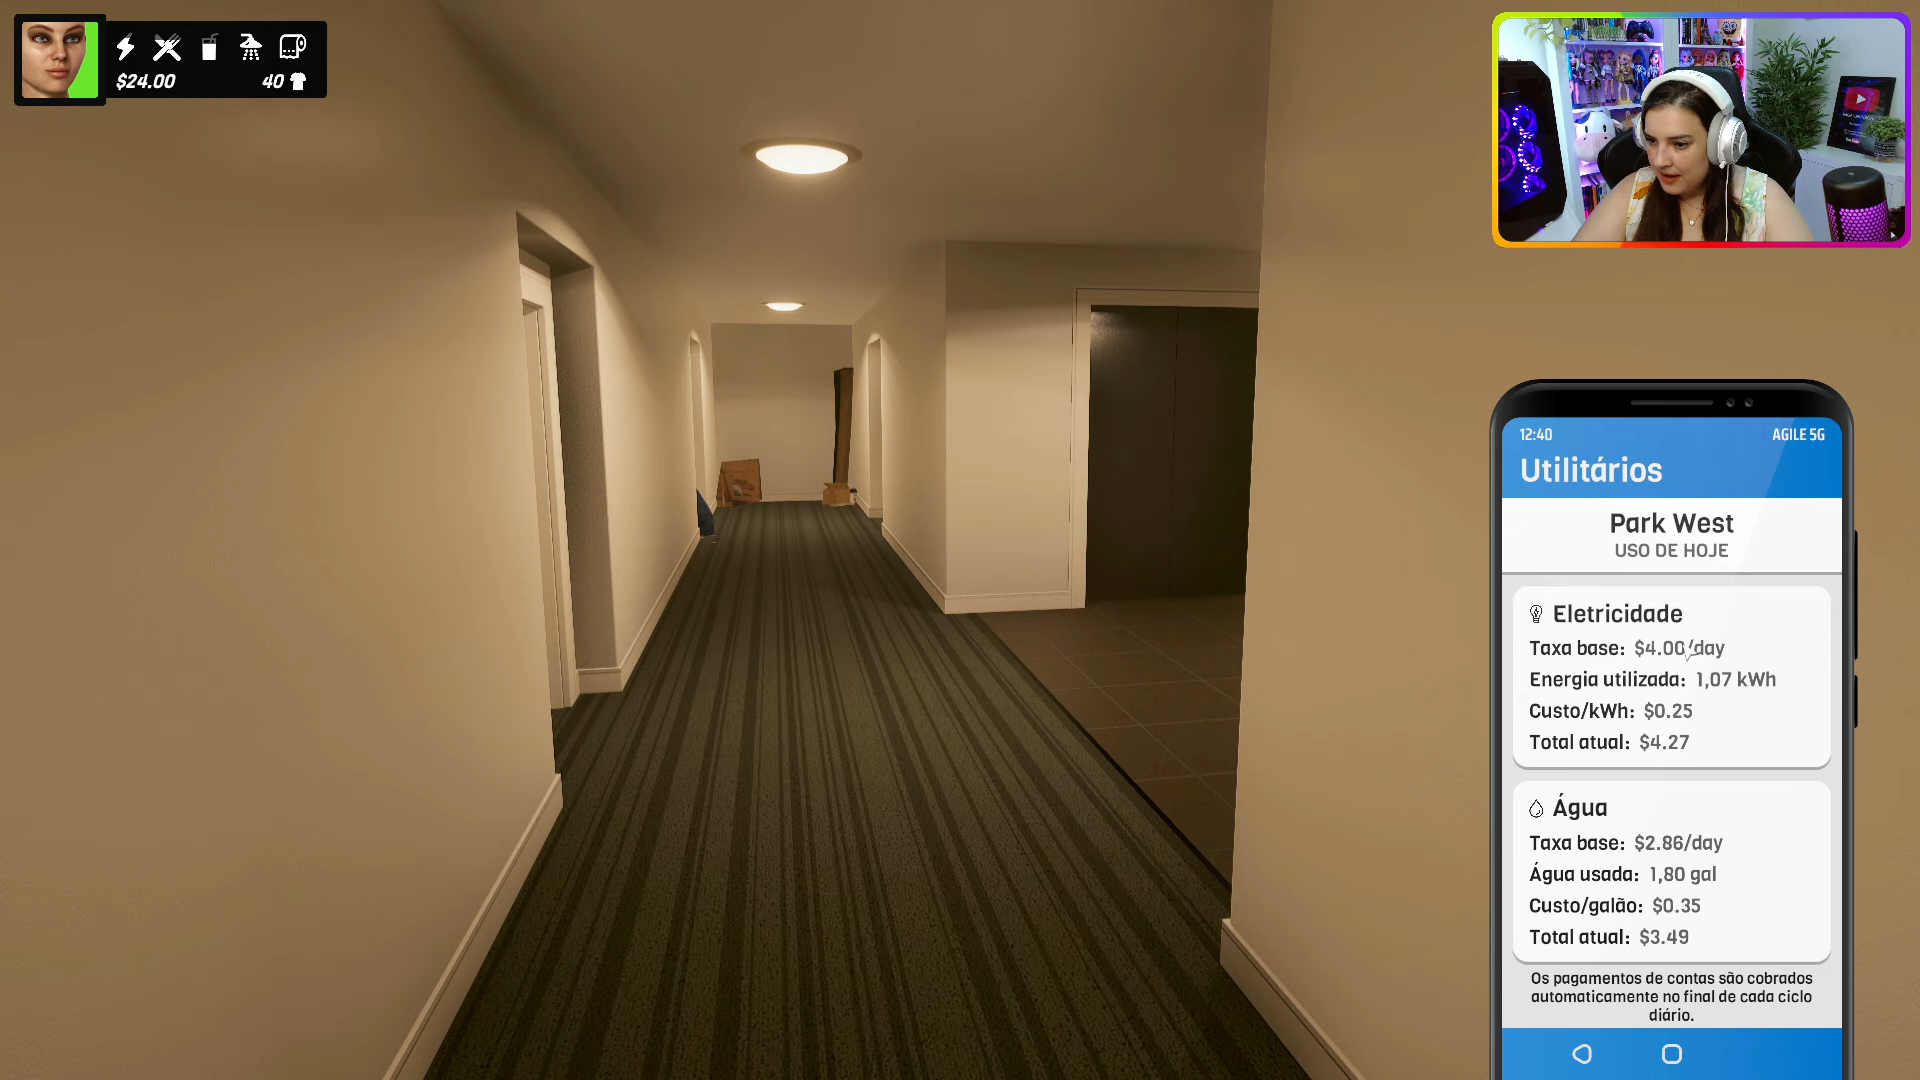 $24.00
40
12:40
AGILE 5G
Utilitários
Park West
USO DE HOJE
Eletricidade
Taxa base: $4.00/day
Energia utilizada: 1,07 kWh
Custo/kWh: $0.25
Total atual: $4.27
Água
Taxa base: $2.86/day
Água usada: 1,80 gal
Custo/galão: $0.35
Total atual: $3.49
Os pagamentos de contas são cobrados
automaticamente no final de cada ciclo
diário.